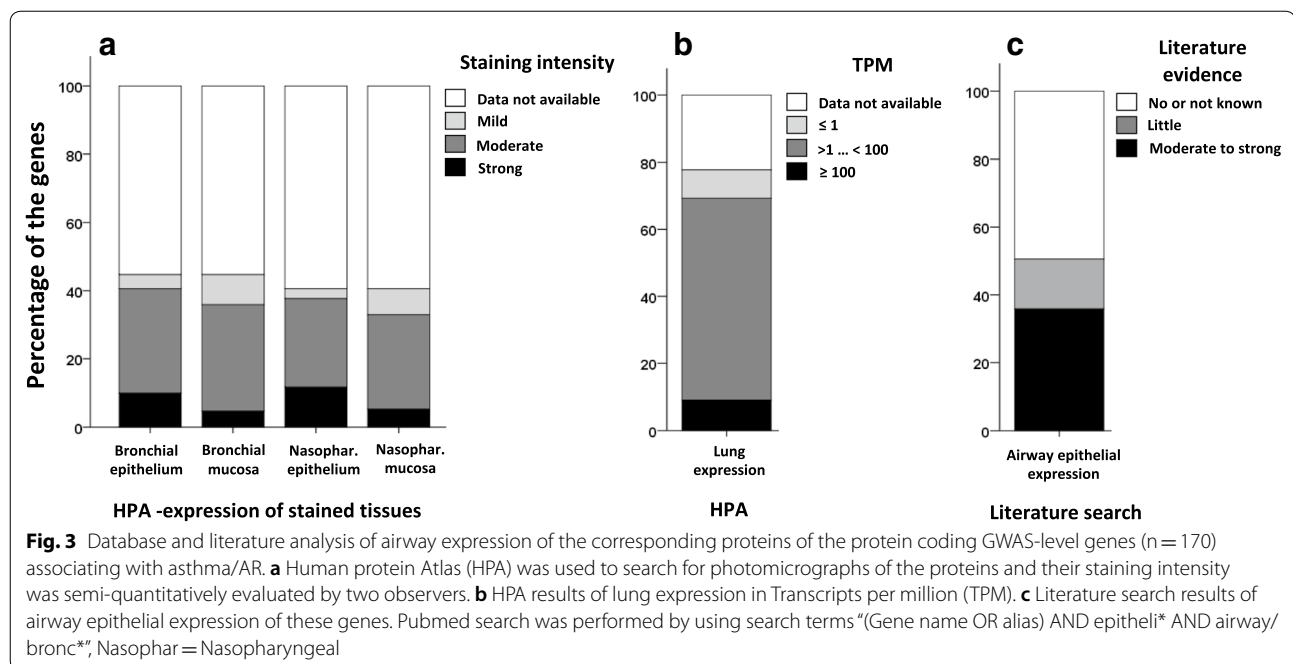 a
Staining intensity
Data not available
Mild
Moderate
Strong
Percentage of the genes
100
80
60
40
20
0
Bronchial
epithelium
Bronchial
mucosa
Nasophar.
epithelium
Nasophar.
mucosa
HPA -expression of stained tissues
b
TPM
Data not available
≤ 1
>1 ... < 100
≥ 100
100
80
60
40
20
0
Lung
expression
HPA
c
Literature
evidence
No or not known
Little
Moderate to strong
100
80
60
40
20
0
Airway epithelial
expression
Literature search
Fig. 3 Database and literature analysis of airway expression of the corresponding proteins of the protein coding GWAS-level genes (n = 170)
associating with asthma/AR. a Human protein Atlas (HPA) was used to search for photomicrographs of the proteins and their staining intensity
was semi-quantitatively evaluated by two observers. b HPA results of lung expression in Transcripts per million (TPM). c Literature search results of
airway epithelial expression of these genes. Pubmed search was performed by using search terms “(Gene name OR alias) AND epitheli* AND airway/
bronc*”, Nasophar = Nasopharyngeal